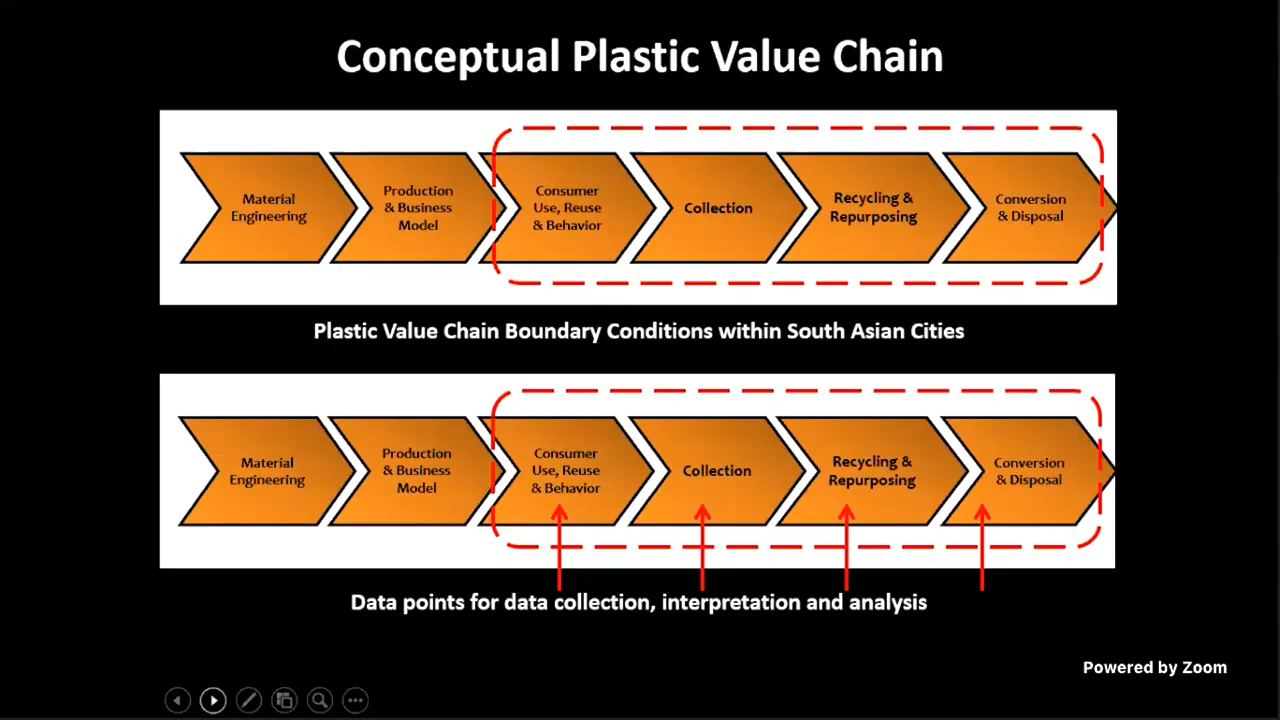 Conceptual Plastic Value Chain
Material
Engineering
Production
& Business
Model
Consumer
Use, Reuse
& Behavior
Collection
Recycling &
Repurposing
Conversion
& Disposal
Plastic Value Chain Boundary Conditions within South Asian Cities
Material
Engineering
Production
& Business
Model
Consumer
Use, Reuse
& Behavior
Collection
Recycling &
Repurposing
Conversion
& Disposal
Data points for data collection, interpretation and analysis
Powered by Zoom